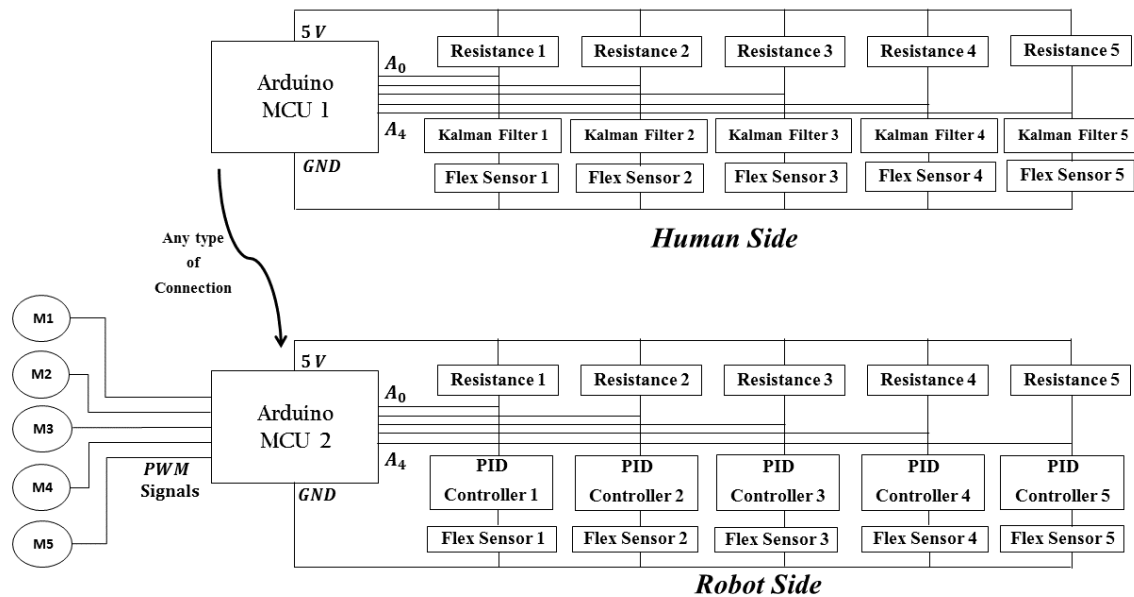 5 V
Resistance 1
Resistance 2
Resistance 3
Resistance 4
Resistance 5
Arduino
MCU 1
A₀
A₄
Kalman Filter 1
Kalman Filter 2
Kalman Filter 3
Kalman Filter 4
Kalman Filter 5
GND
Flex Sensor 1
Flex Sensor 2
Flex Sensor 3
Flex Sensor 4
Flex Sensor 5
Human Side
Any type
of
Connection
M1
M2
M3
M4
M5
PWM
Signals
5 V
Resistance 1
Resistance 2
Resistance 3
Resistance 4
Resistance 5
Arduino
MCU 2
A₀
A₄
PID
Controller 1
PID
Controller 2
PID
Controller 3
PID
Controller 4
PID
Controller 5
GND
Flex Sensor 1
Flex Sensor 2
Flex Sensor 3
Flex Sensor 4
Flex Sensor 5
Robot Side